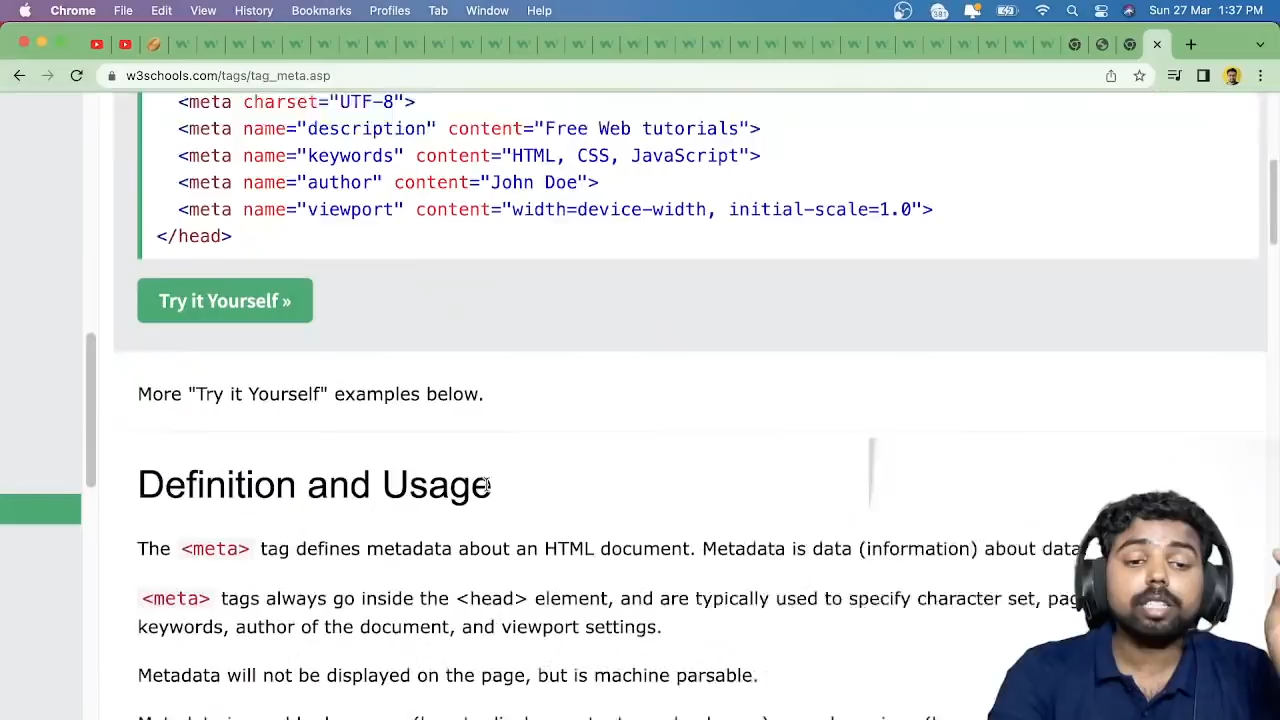 Chrome File Edit View History Bookmarks Profiles Tab Window Help 381 Sun 27 Mar 1:37 PM
w3schools.com/tags/tag_meta.asp
<meta charset="UTF-8">
<meta name="description" content="Free Web tutorials">
<meta name="keywords" content="HTML, CSS, JavaScript">
<meta name="author" content="John Doe">
<meta name="viewport" content="width=device-width, initial-scale=1.0">
</head>
Try it Yourself »
More "Try it Yourself" examples below.
Definition and Usage
The <meta> tag defines metadata about an HTML document. Metadata is data (information) about data.
<meta> tags always go inside the <head> element, and are typically used to specify character set,
keywords, author of the document, and viewport settings.
Metadata will not be displayed on the page, but is machine parsable.